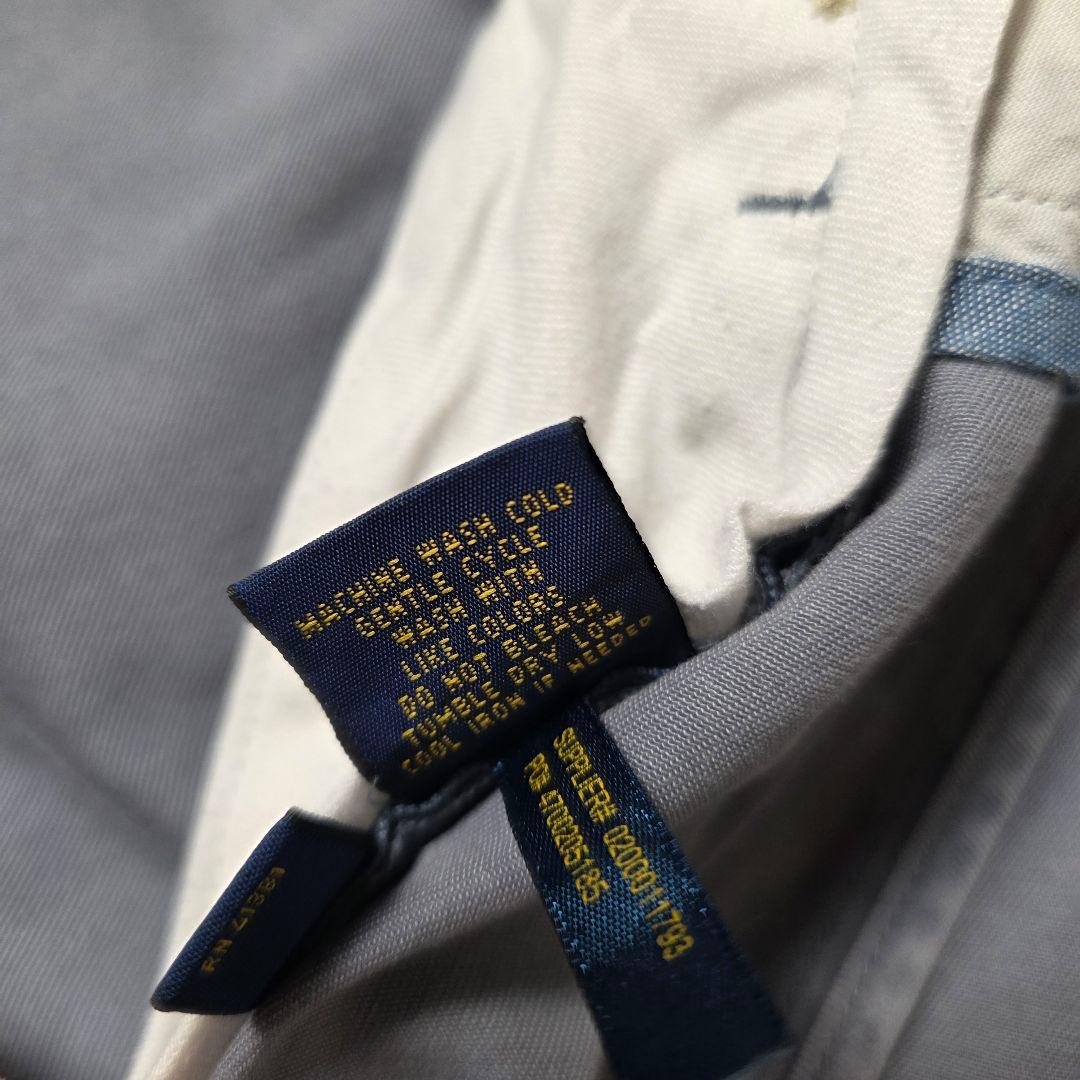 MACHINE WASH COLD
GENTLE CYCLE
WASH WITH
LIKE COLORS
DO NOT BLEACH
TUMBLE DRY LOW
COOL IRON IF NEEDED
SUPPLIER# 0200011793
PO# 4700205185
RN 41381